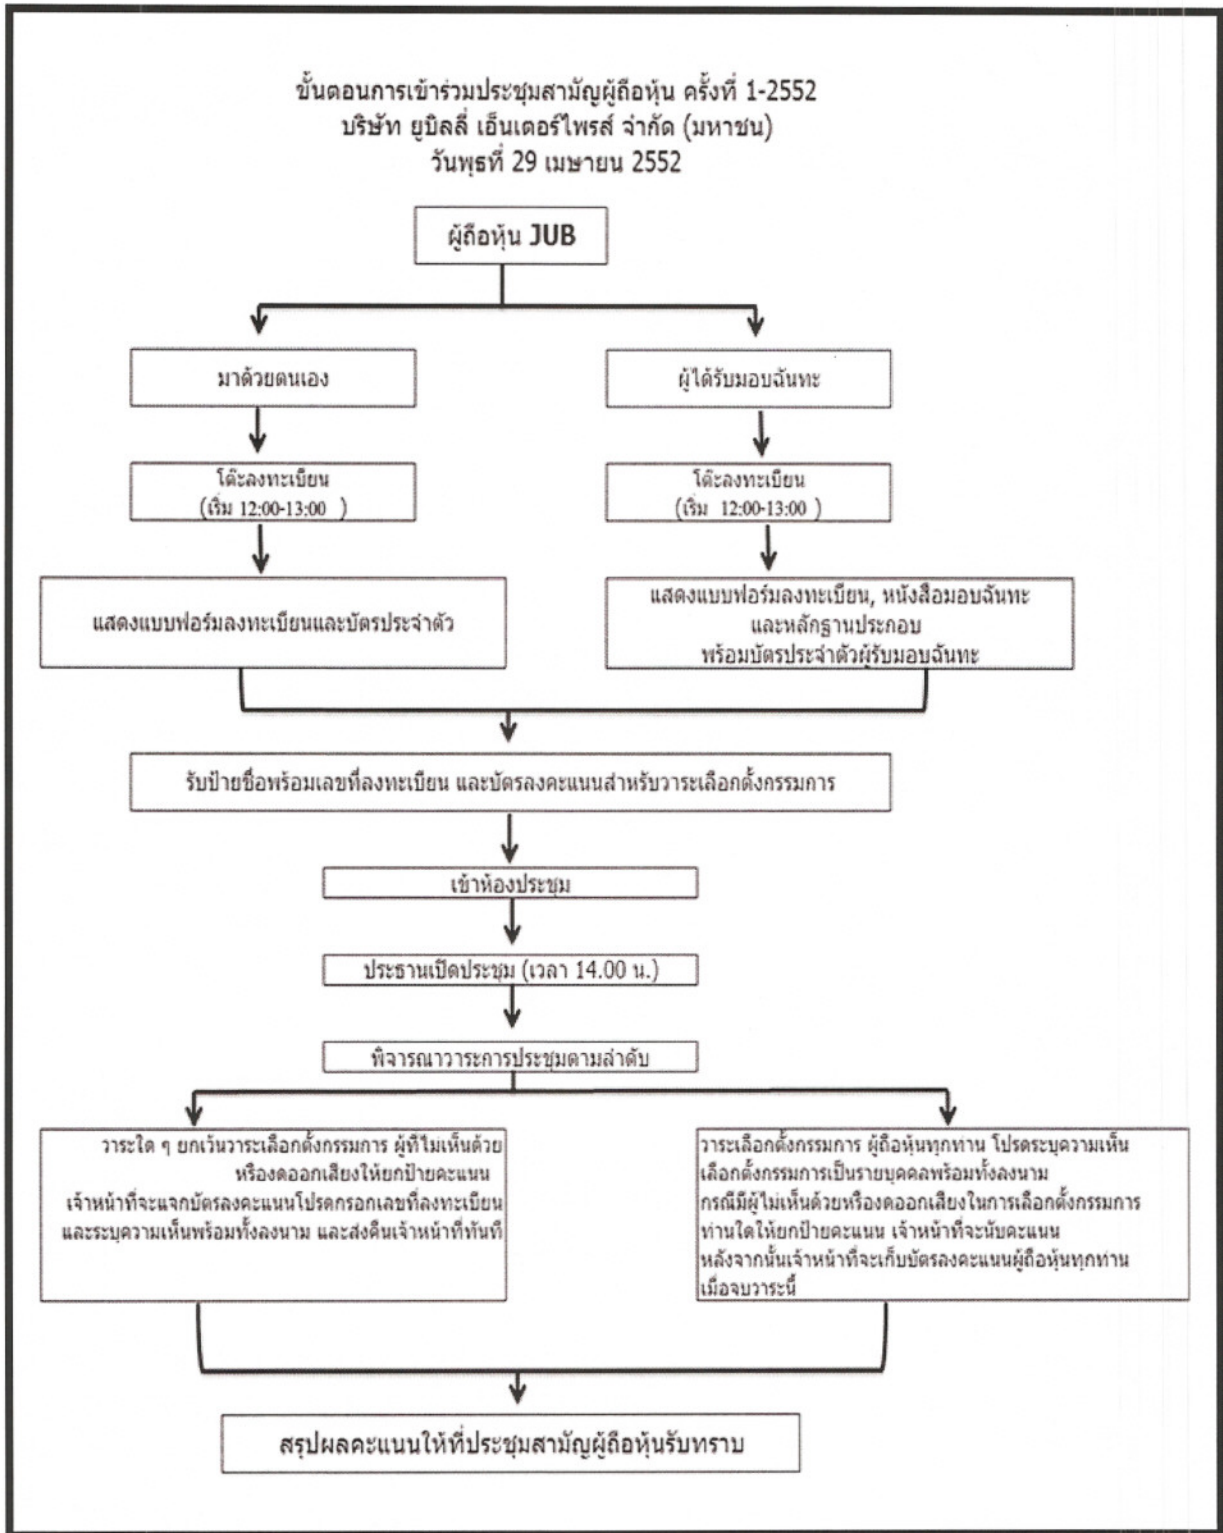 ขั้นตอนการเข้าร่วมประชุมสามัญผู้ถือหุ้น ครั้งที่ 1-2552
บริษัท ยูบิลลี่ เอ็นเตอร์ไพรส์ จำกัด (มหาชน)
วันพุธที่ 29 เมษายน 2552
ผู้ถือหุ้น JUB
มาด้วยตนเอง
ผู้ได้รับมอบฉันทะ
โต๊ะลงทะเบียน
(เริ่ม 12:00-13:00 )
โต๊ะลงทะเบียน
(เริ่ม 12:00-13:00 )
แสดงแบบฟอร์มลงทะเบียนและบัตรประจำตัว
แสดงแบบฟอร์มลงทะเบียน, หนังสือมอบฉันทะ
และหลักฐานประกอบ
พร้อมบัตรประจำตัวผู้รับมอบฉันทะ
รับป้ายชื่อพร้อมเลขที่ลงทะเบียน และบัตรลงคะแนนสำหรับวาระเลือกตั้งกรรมการ
เข้าห้องประชุม
ประธานเปิดประชุม (เวลา 14.00 น.)
พิจารณาวาระการประชุมตามลำดับ
วาระใด ๆ ยกเว้นวาระเลือกตั้งกรรมการ ผู้ที่ไม่เห็นด้วย
หรืองดออกเสียงให้ยกป้ายคะแนน
เจ้าหน้าที่จะแจกบัตรลงคะแนนโปรดกรอกเลขที่ลงทะเบียน
และระบุความเห็นพร้อมทั้งลงนาม และส่งคืนเจ้าหน้าที่ทันที
วาระเลือกตั้งกรรมการ ผู้ถือหุ้นทุกท่าน โปรดระบุความเห็น
เลือกตั้งกรรมการเป็นรายบุคคลพร้อมทั้งลงนาม
กรณีมีผู้ไม่เห็นด้วยหรืองดออกเสียงในการเลือกตั้งกรรมการ
ท่านใดให้ยกป้ายคะแนน เจ้าหน้าที่จะนับคะแนน
หลังจากนั้นเจ้าหน้าที่จะเก็บบัตรลงคะแนนผู้ถือหุ้นทุกท่าน
เมื่อจบวาระนี้
สรุปผลคะแนนให้ที่ประชุมสามัญผู้ถือหุ้นรับทราบ